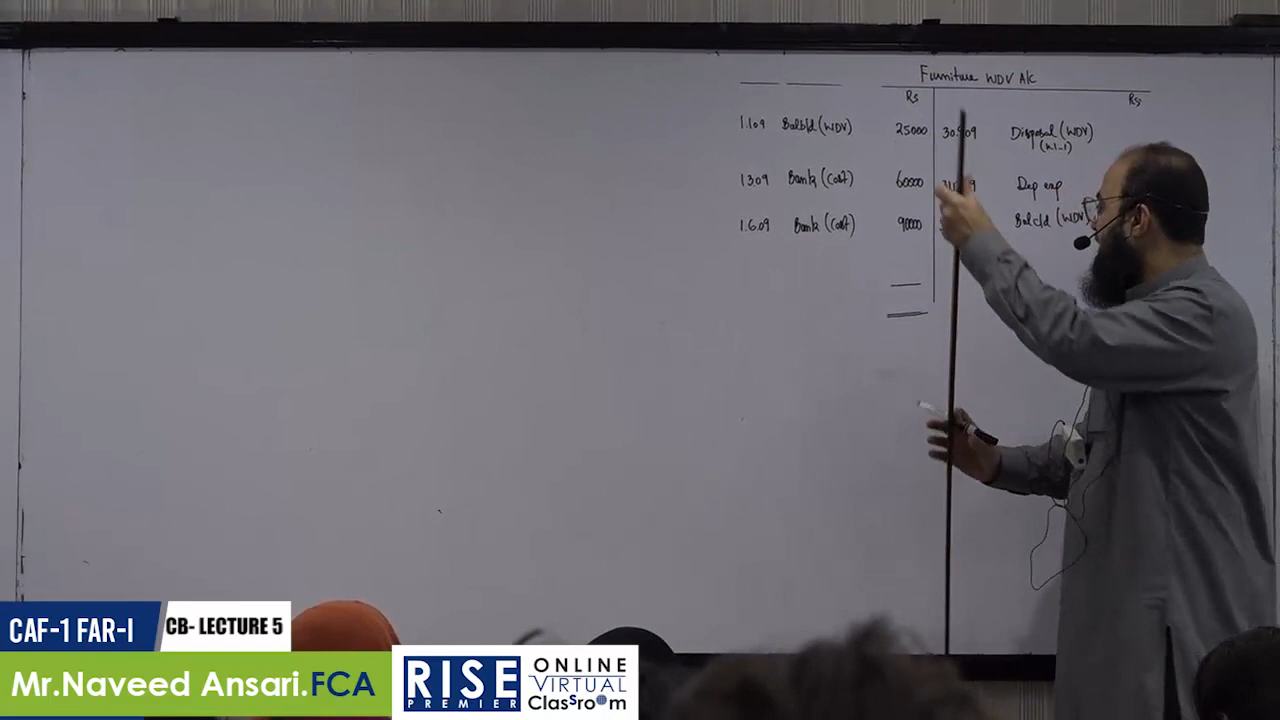 Furniture WDV A/c
Rs Rs
1.1.09 Bal b/d (WDV) 25000 Disposal (WDV)
(W-1)
1.3.09 Bank (Cost) 60000 Dep exp
1.6.09 Bank (Cost) 90000 Bal c/d (WDV)
CAF-1 FAR-I CB- LECTURE 5
Mr.Naveed Ansari.FCA
RISE
PREMIER
ONLINE
VIRTUAL
ClassrooM